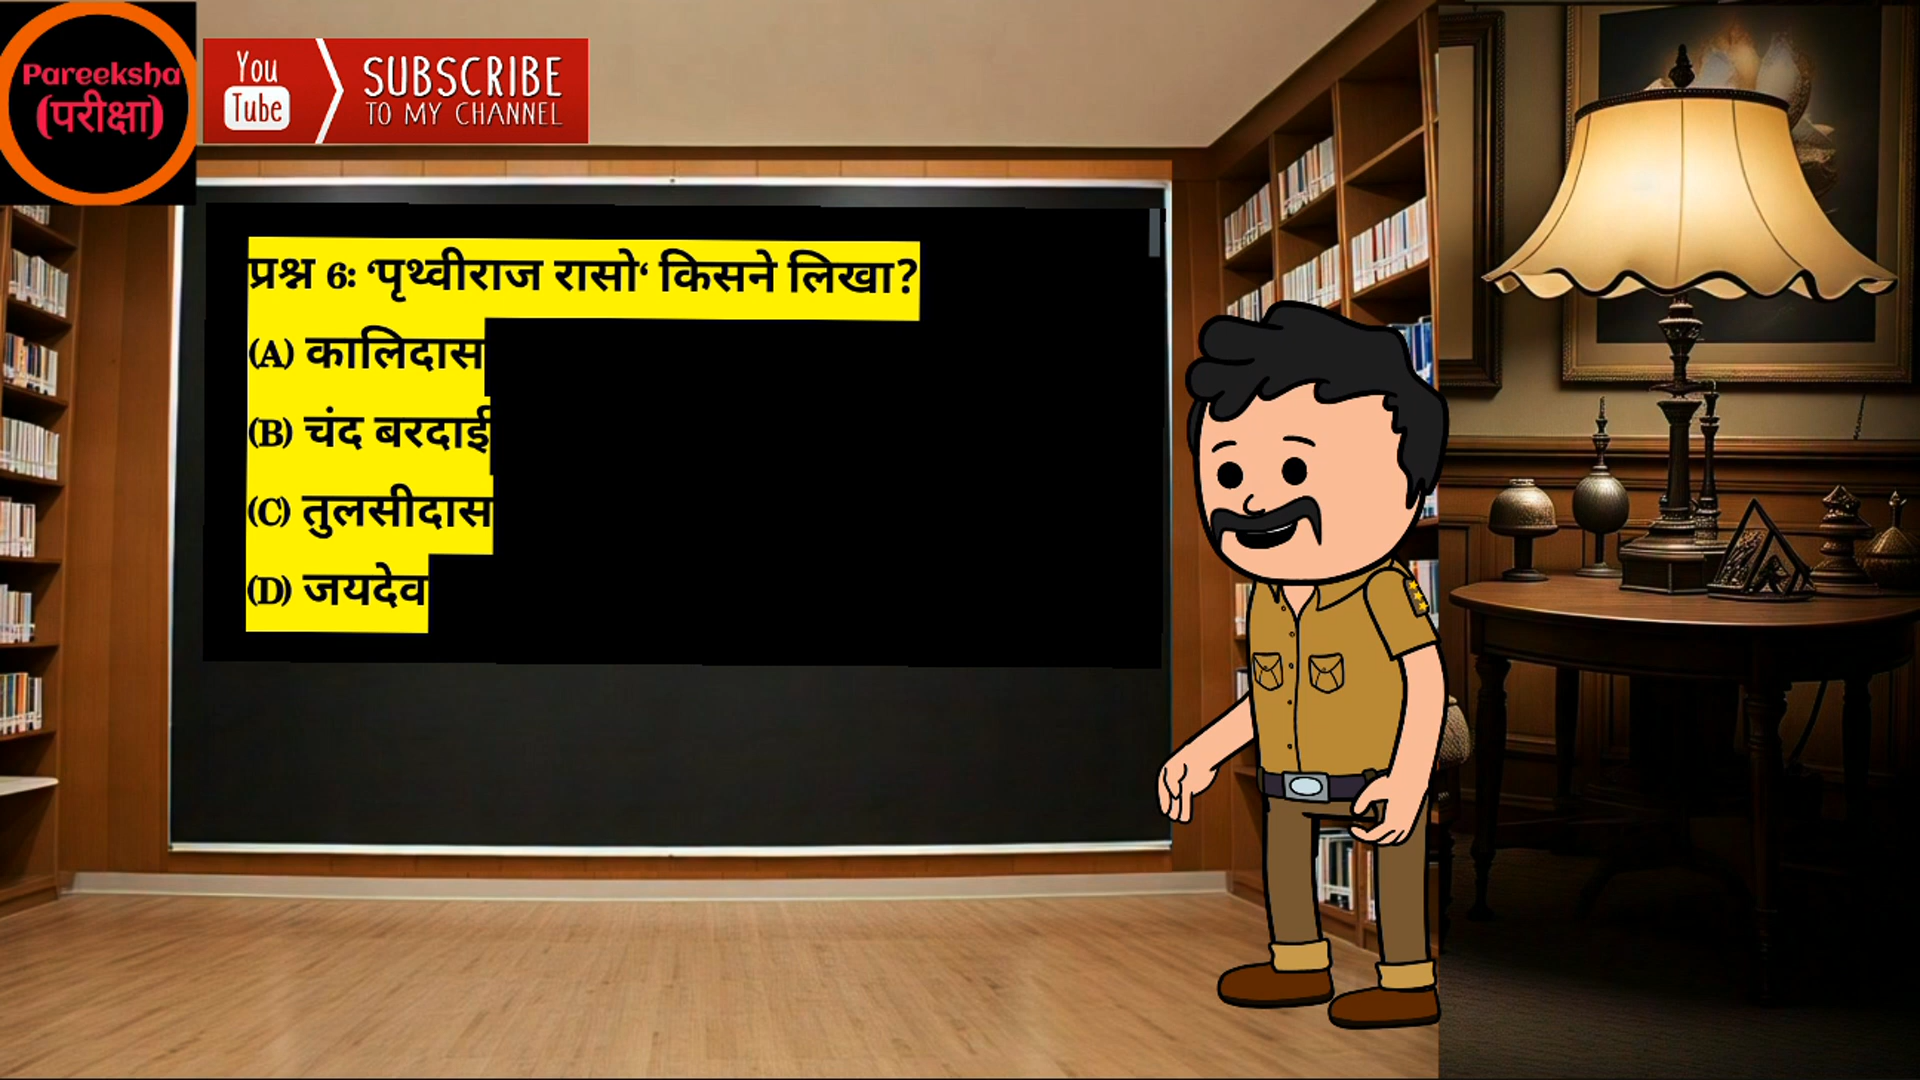 Pareeksha
(परीक्षा)
You
Tube
SUBSCRIBE
TO MY CHANNEL
प्रश्न 6: ‘पृथ्वीराज रासो‘ किसने लिखा?
(A) कालिदास
(B) चंद बरदाई
(C) तुलसीदास
(D) जयदेव